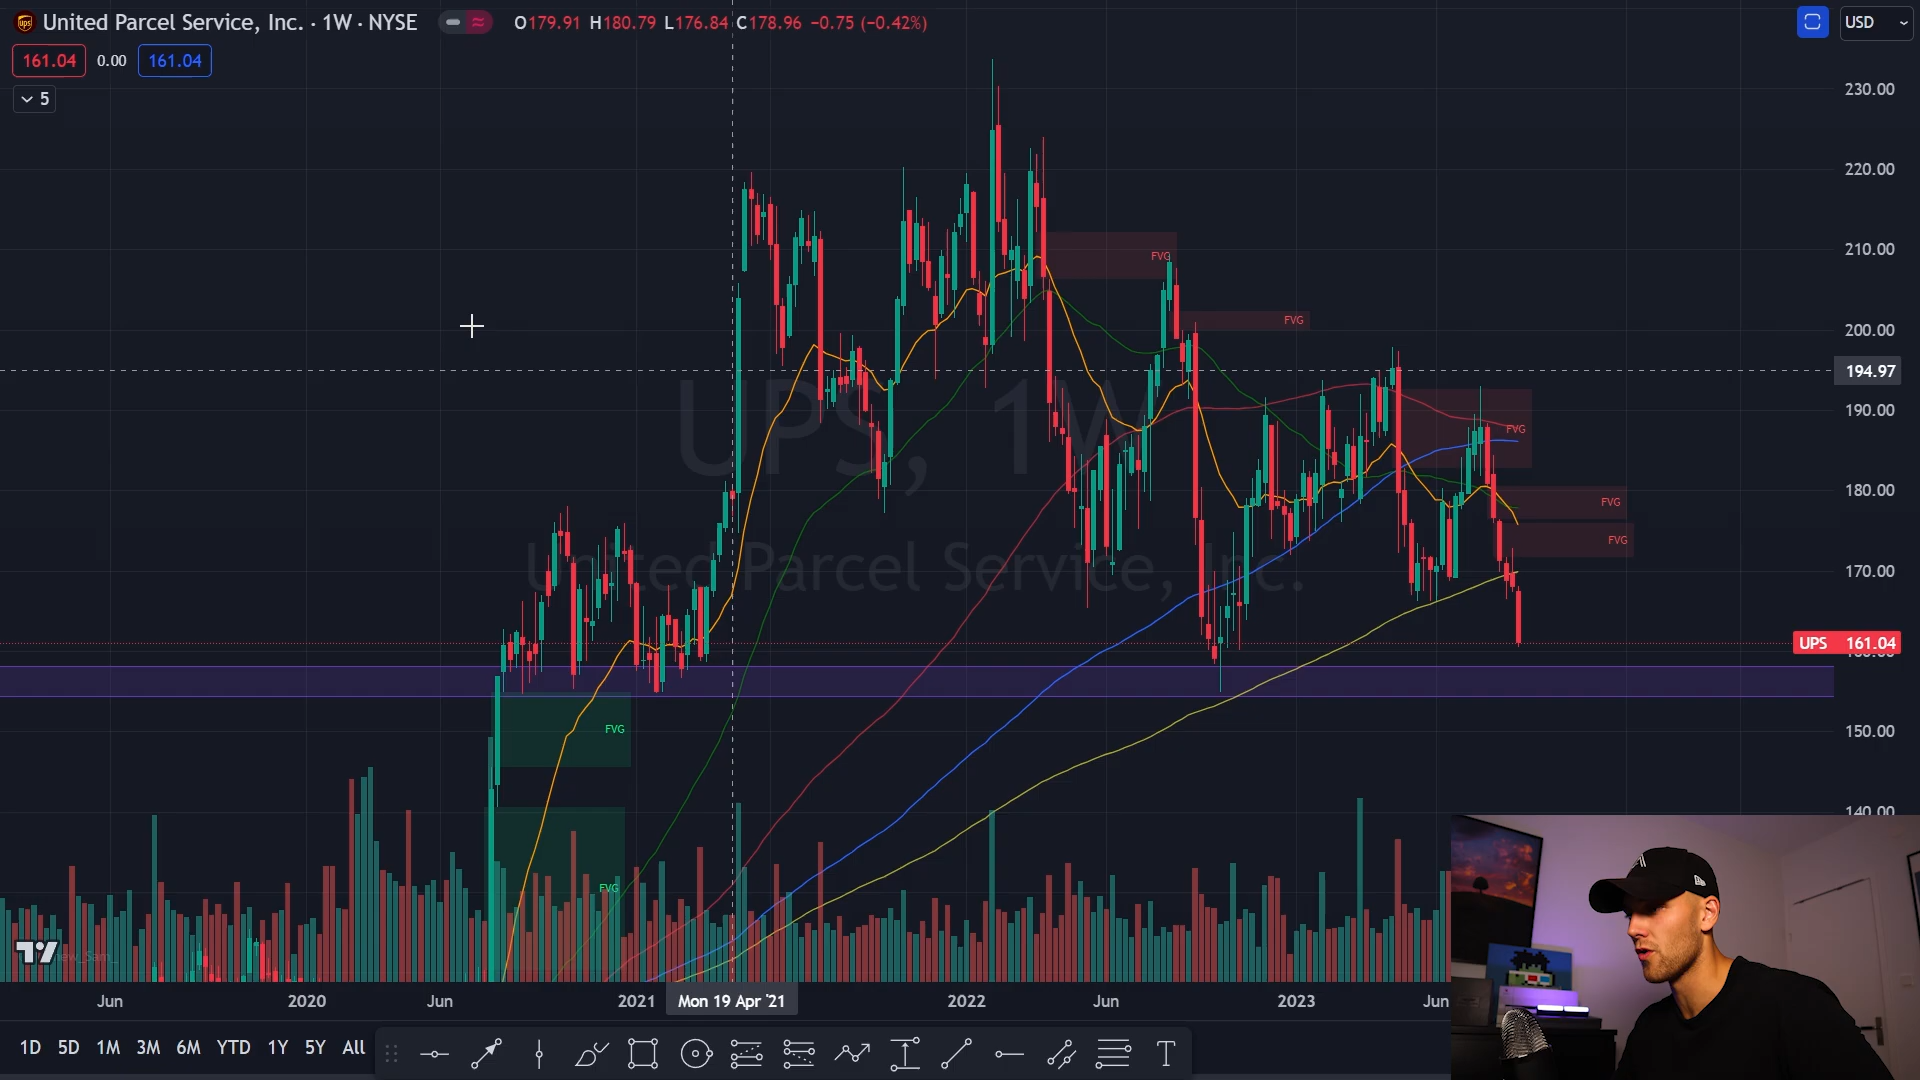 United Parcel Service, Inc. · 1W · NYSE O179.91 H180.79 L176.84 C178.96 −0.75 (−0.42%) USD
161.04 0.00 161.04
5
230.00
220.00
210.00
200.00
194.97
190.00
180.00
170.00
UPS 161.04
150.00
140.00
UPS, 1W
United Parcel Service, Inc.
FVG
FVG
FVG
FVG
FVG
FVG
FVG
Jun 2020 Jun 2021 Mon 19 Apr '21 2022 Jun 2023 Jun
1D 5D 1M 3M 6M YTD 1Y 5Y All T